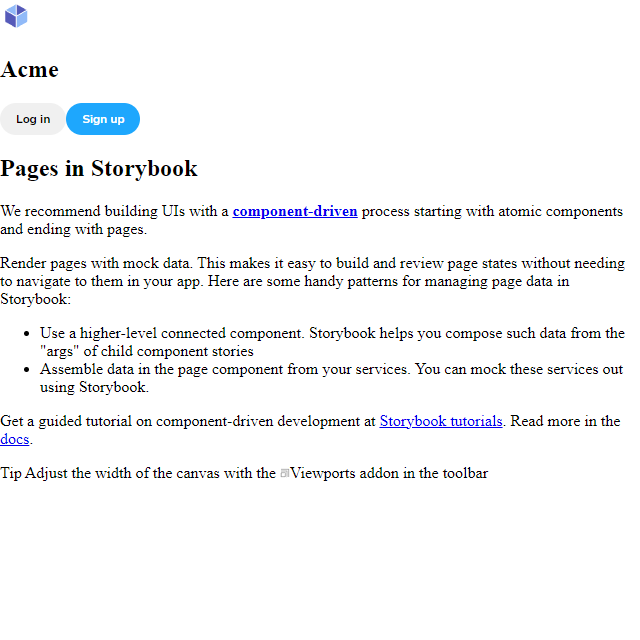 Acme
Log in
Sign up
Pages in Storybook
We recommend building UIs with a component-driven process starting with atomic components
and ending with pages.
Render pages with mock data. This makes it easy to build and review page states without needing
to navigate to them in your app. Here are some handy patterns for managing page data in
Storybook:
Use a higher-level connected component. Storybook helps you compose such data from the
"args" of child component stories
Assemble data in the page component from your services. You can mock these services out
using Storybook.
Get a guided tutorial on component-driven development at Storybook tutorials. Read more in the
docs.
Tip Adjust the width of the canvas with the Viewports addon in the toolbar